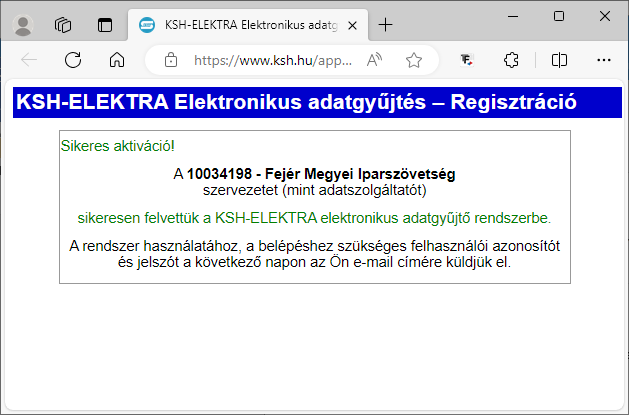 KSH-ELEKTRA Elektronikus adatg
https://www.ksh.hu/app...
KSH-ELEKTRA Elektronikus adatgyűjtés – Regisztráció
Sikeres aktiváció!
A 10034198 - Fejér Megyei Iparszövetség
szervezetet (mint adatszolgáltatót)
sikeresen felvettük a KSH-ELEKTRA elektronikus adatgyűjtő rendszerbe.
A rendszer használatához, a belépéshez szükséges felhasználói azonosítót
és jelszót a következő napon az Ön e-mail címére küldjük el.